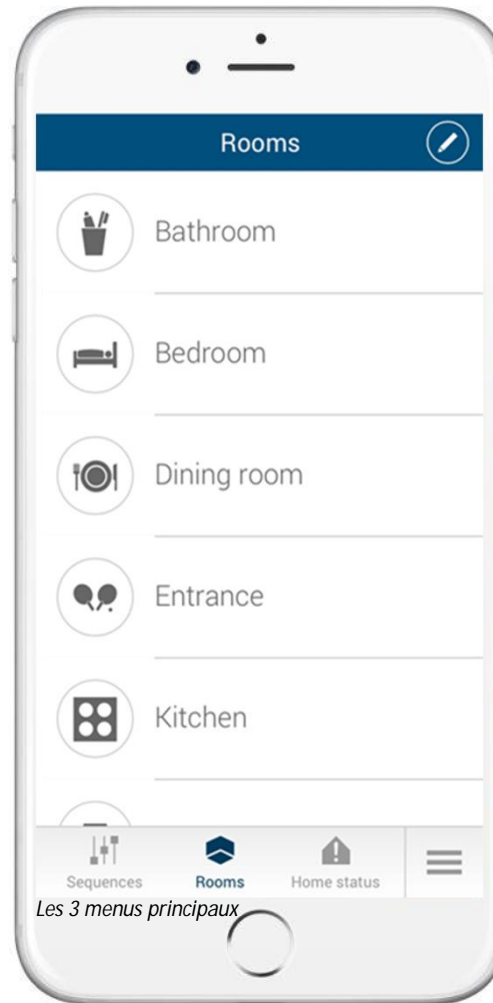 Rooms
Bathroom
Bedroom
Dining room
Entrance
Kitchen
Sequences Rooms Home status
Les 3 menus principaux